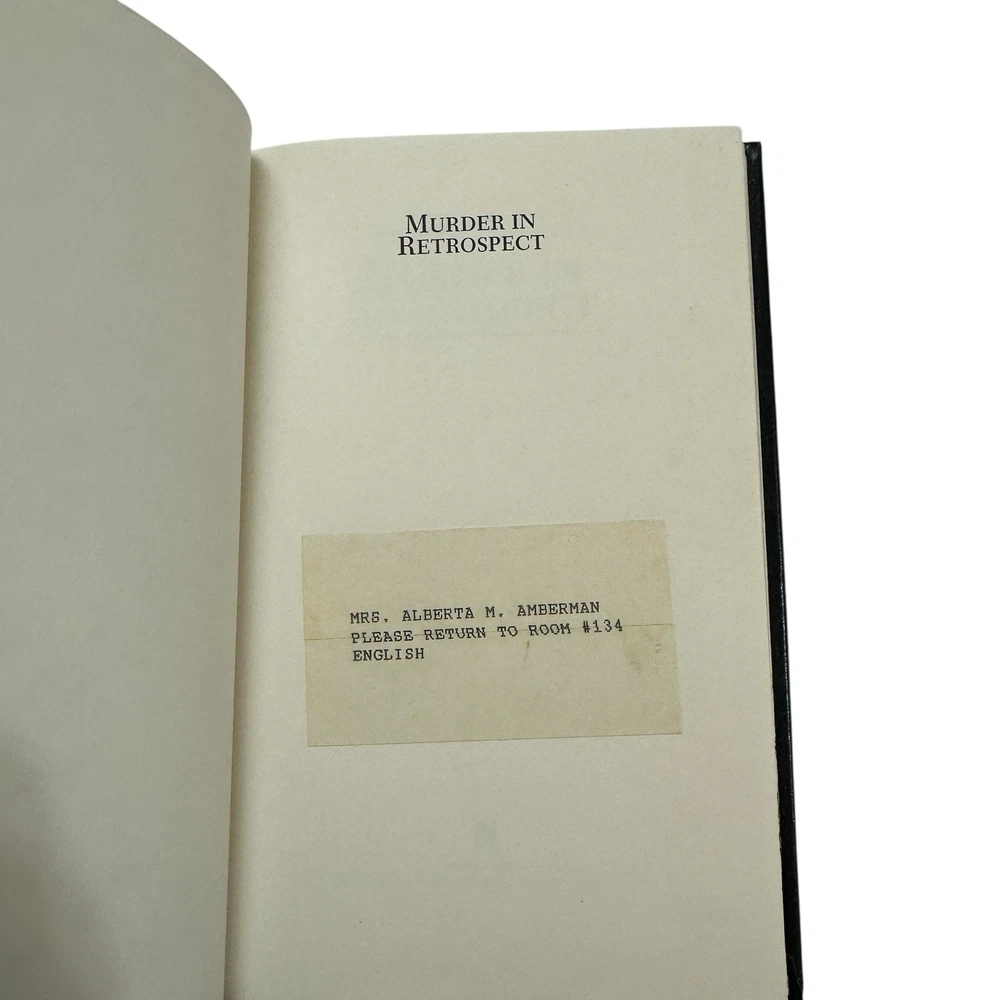 MURDER IN
RETROSPECT
MRS. ALBERTA M. AMBERMAN
PLEASE RETURN TO ROOM #134
ENGLISH